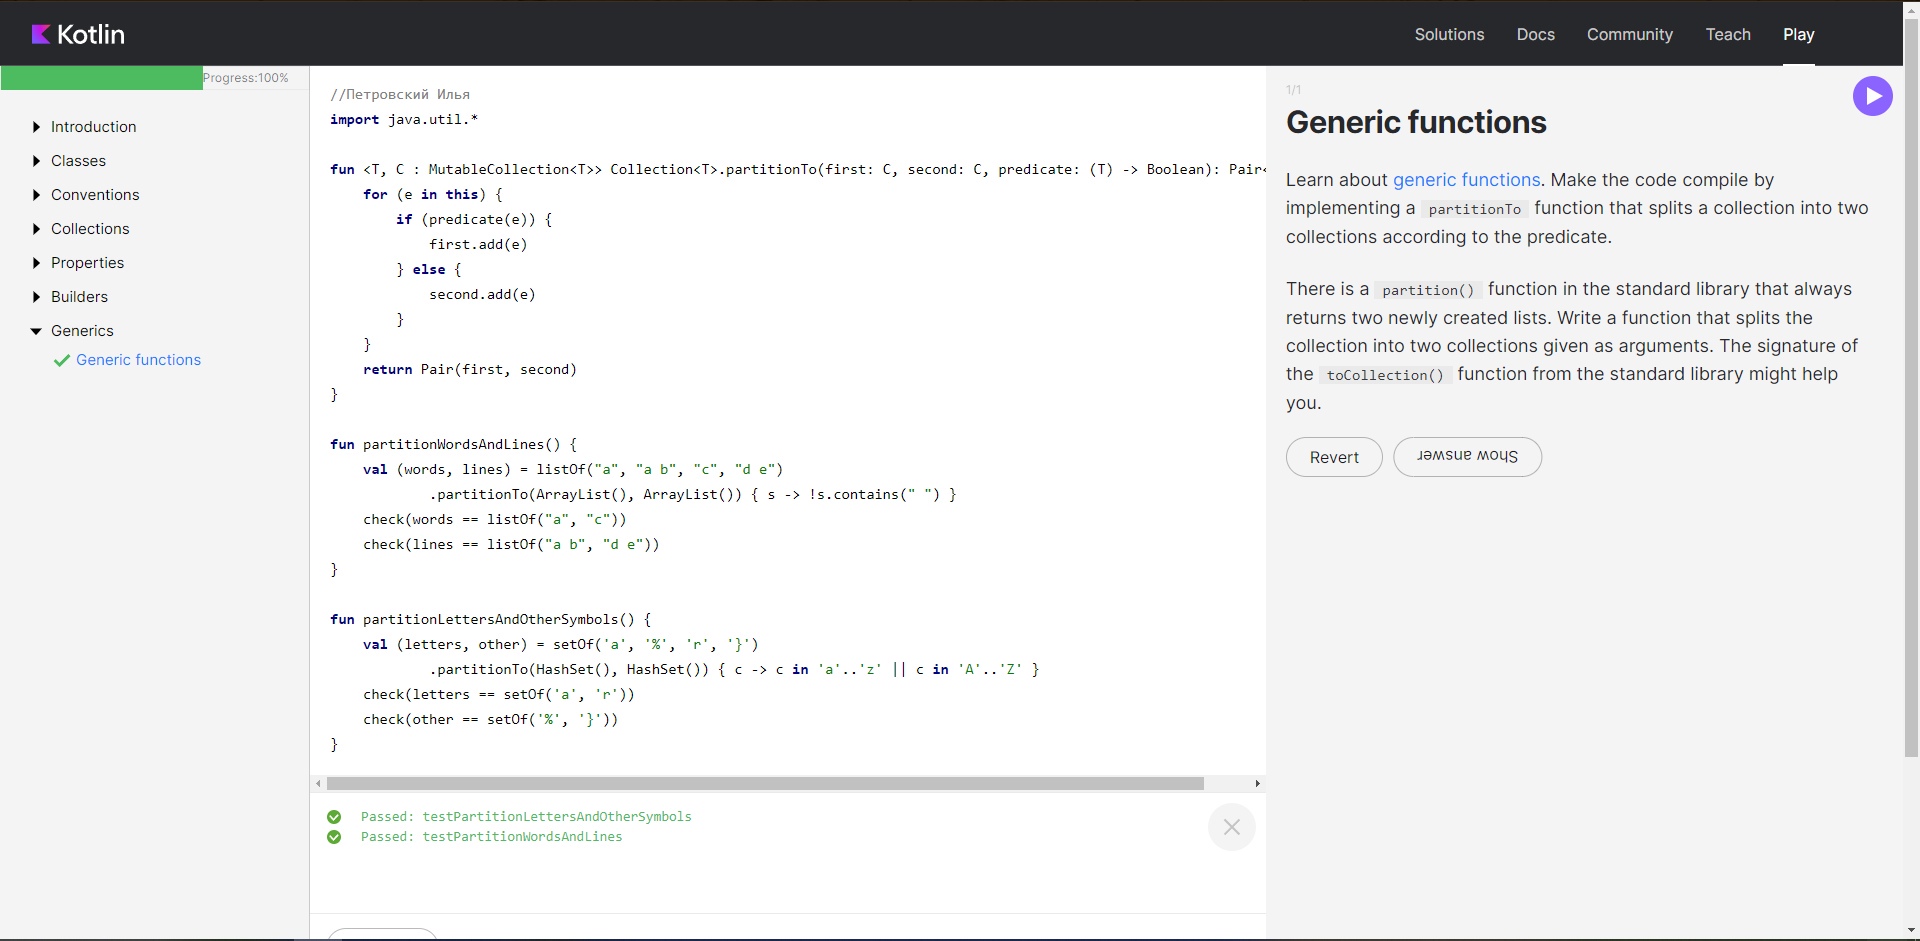 Kotlin
Solutions Docs Community Teach Play
Progress:100%
Introduction
Classes
Conventions
Collections
Properties
Builders
Generics
Generic functions
//Петровский Илья
import java.util.*
fun <T, C : MutableCollection<T>> Collection<T>.partitionTo(first: C, second: C, predicate: (T) -> Boolean): Pair<
for (e in this) {
if (predicate(e)) {
first.add(e)
} else {
second.add(e)
}
}
return Pair(first, second)
}
fun partitionWordsAndLines() {
val (words, lines) = listOf("a", "a b", "c", "d e")
.partitionTo(ArrayList(), ArrayList()) { s -> !s.contains(" ") }
check(words == listOf("a", "c"))
check(lines == listOf("a b", "d e"))
}
fun partitionLettersAndOtherSymbols() {
val (letters, other) = setOf('a', '%', 'r', '}')
.partitionTo(HashSet(), HashSet()) { c -> c in 'a'..'z' || c in 'A'..'Z' }
check(letters == setOf('a', 'r'))
check(other == setOf('%', '}'))
}
Passed: testPartitionLettersAndOtherSymbols
Passed: testPartitionWordsAndLines
1/1
Generic functions
Learn about generic functions. Make the code compile by
implementing a partitionTo function that splits a collection into two
collections according to the predicate.
There is a partition() function in the standard library that always
returns two newly created lists. Write a function that splits the
collection into two collections given as arguments. The signature of
the toCollection() function from the standard library might help
you.
Revert
Show answer